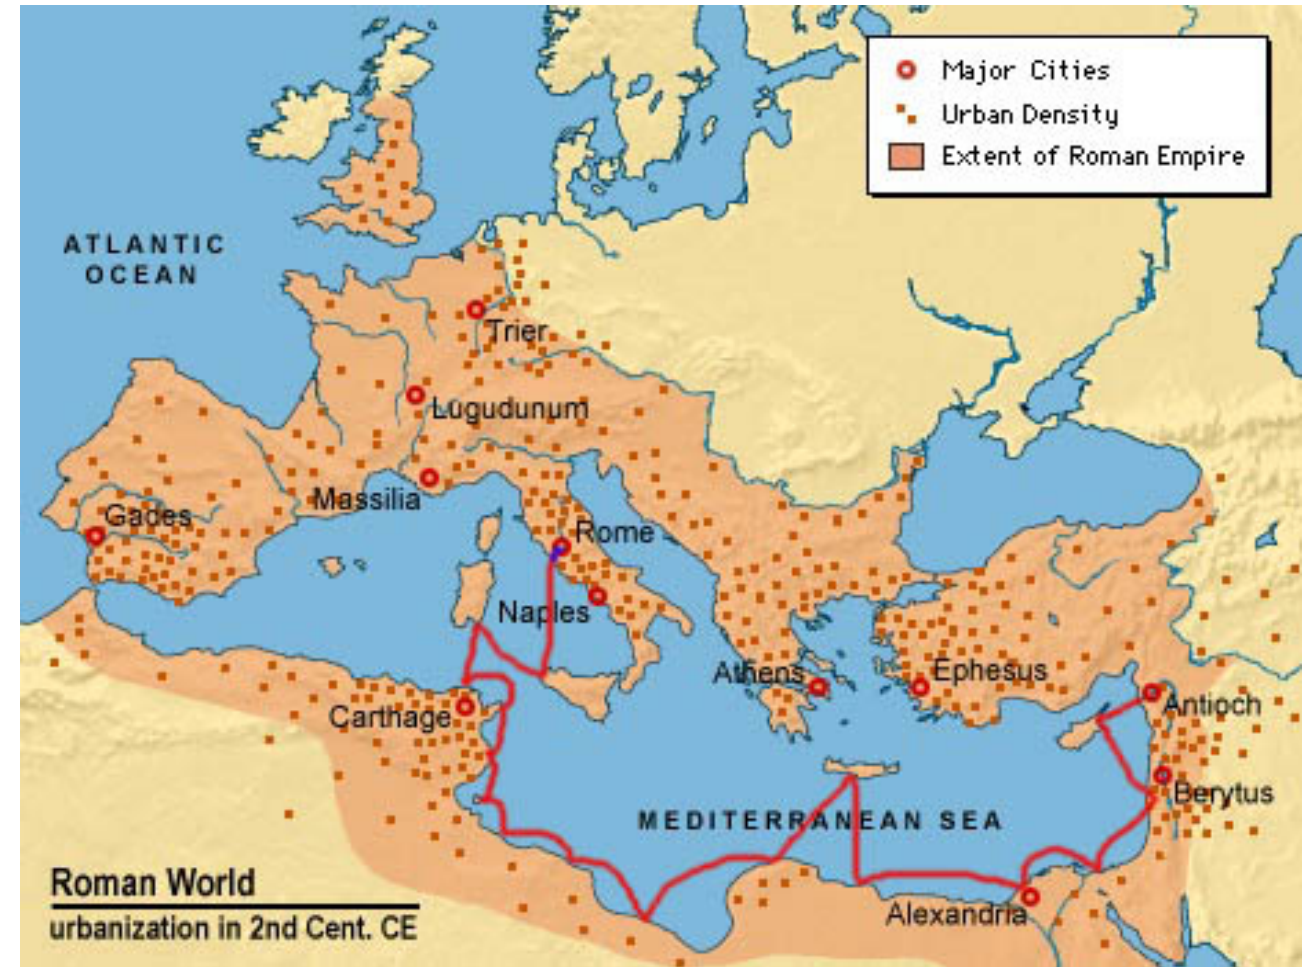 Major Cities
Urban Density
Extent of Roman Empire
ATLANTIC
OCEAN
Trier
Lugudunum
Massilia
Gades
Rome
Naples
Athens
Ephesus
Carthage
Antioch
Berytus
MEDITERRANEAN SEA
Alexandria
Roman World
urbanization in 2nd Cent. CE